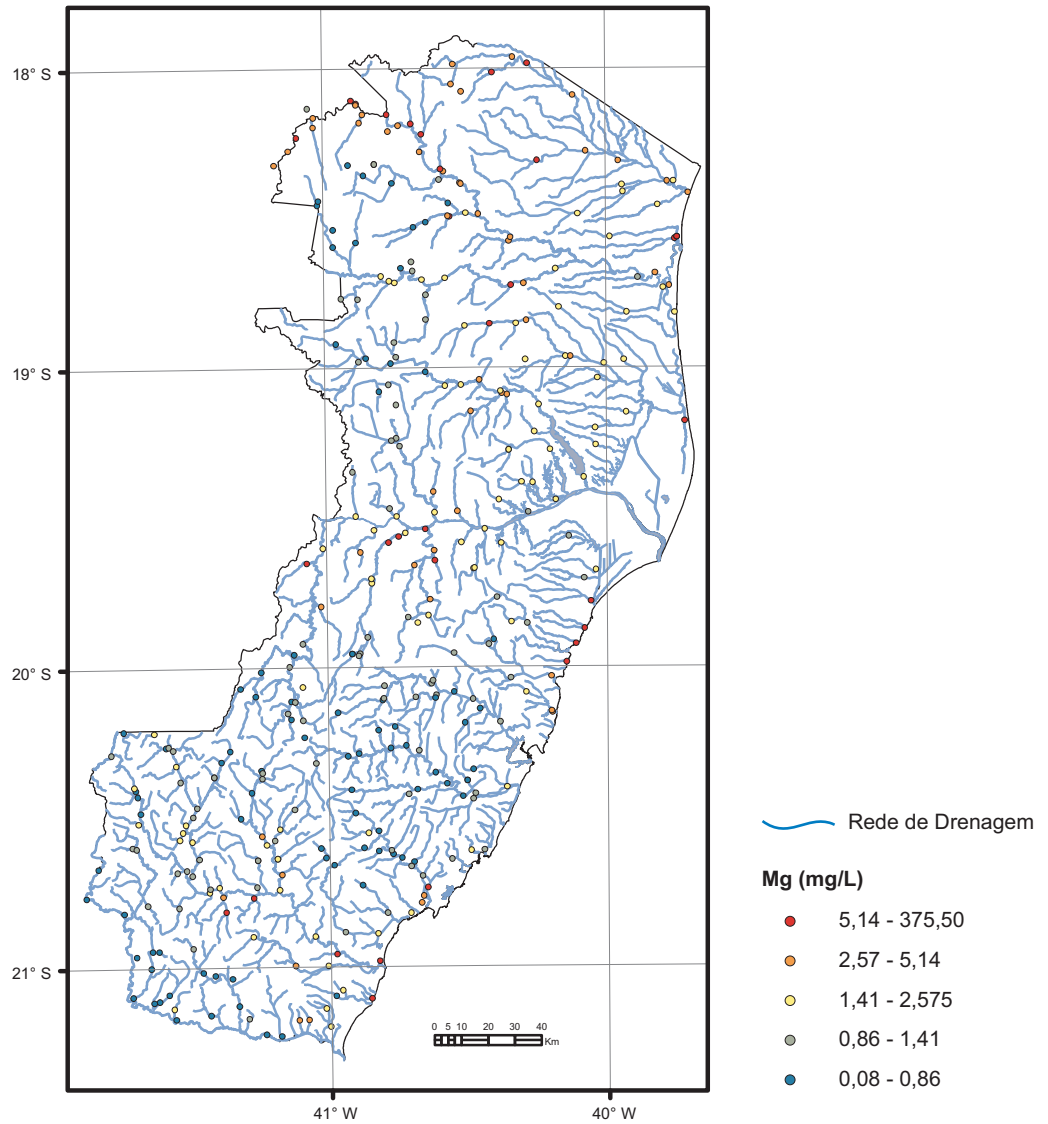 18° S
19° S
20° S
21° S
41° W
40° W
0 5 10 20 30 40
Km
Rede de Drenagem
Mg (mg/L)
5,14 - 375,50
2,57 - 5,14
1,41 - 2,575
0,86 - 1,41
0,08 - 0,86